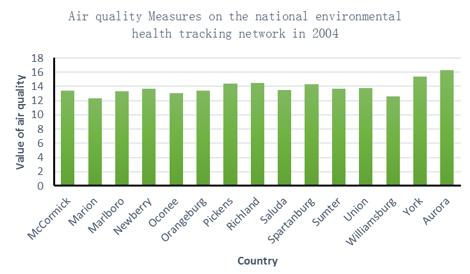 Air quality Measures on the national environmental
health tracking network in 2004
Value of air quality
18
16
14
12
10
8
6
4
2
0
McCormick
Marion
Marlboro
Newberry
Oconee
Orangeburg
Pickens
Richland
Saluda
Spartanburg
Sumter
Union
Williamsburg
York
Aurora
Country